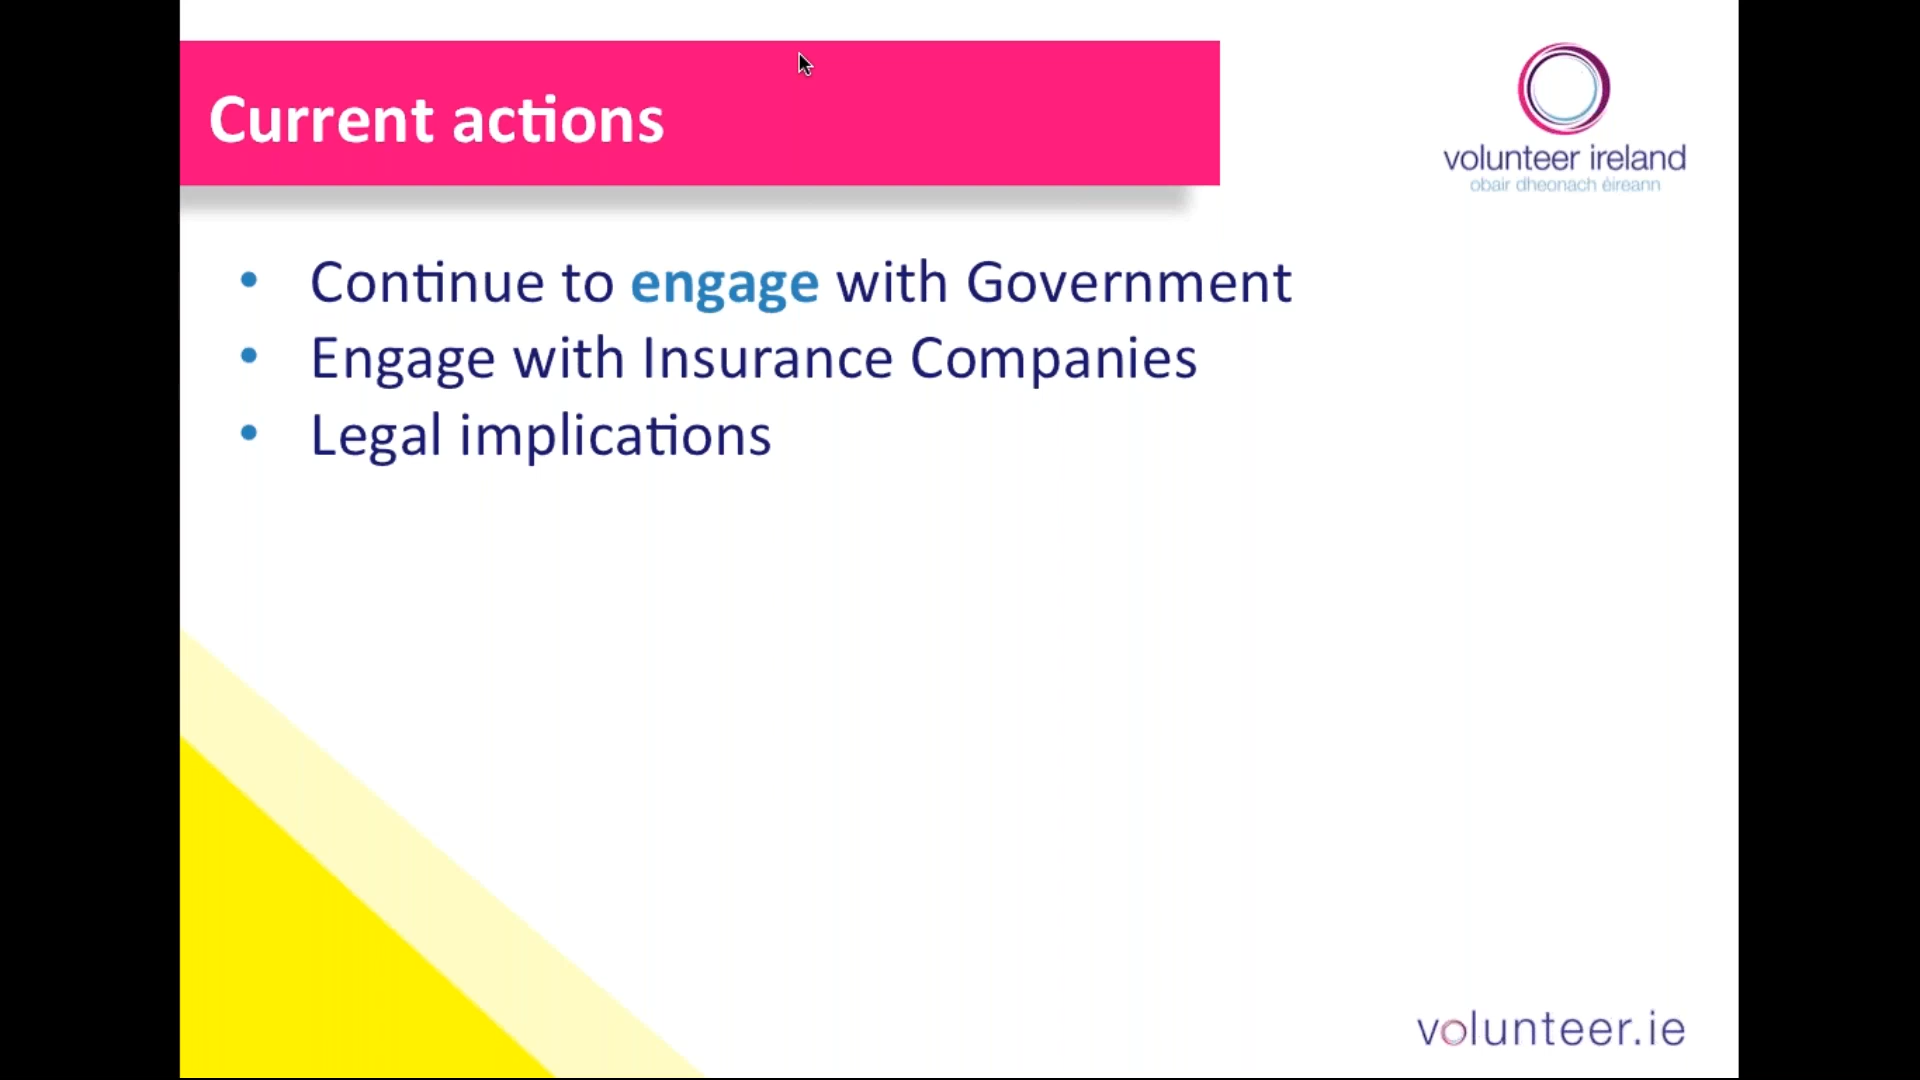 Current actions
volunteer ireland
obair dheonach éireann
• Continue to engage with Government
• Engage with Insurance Companies
• Legal implications
volunteer.ie